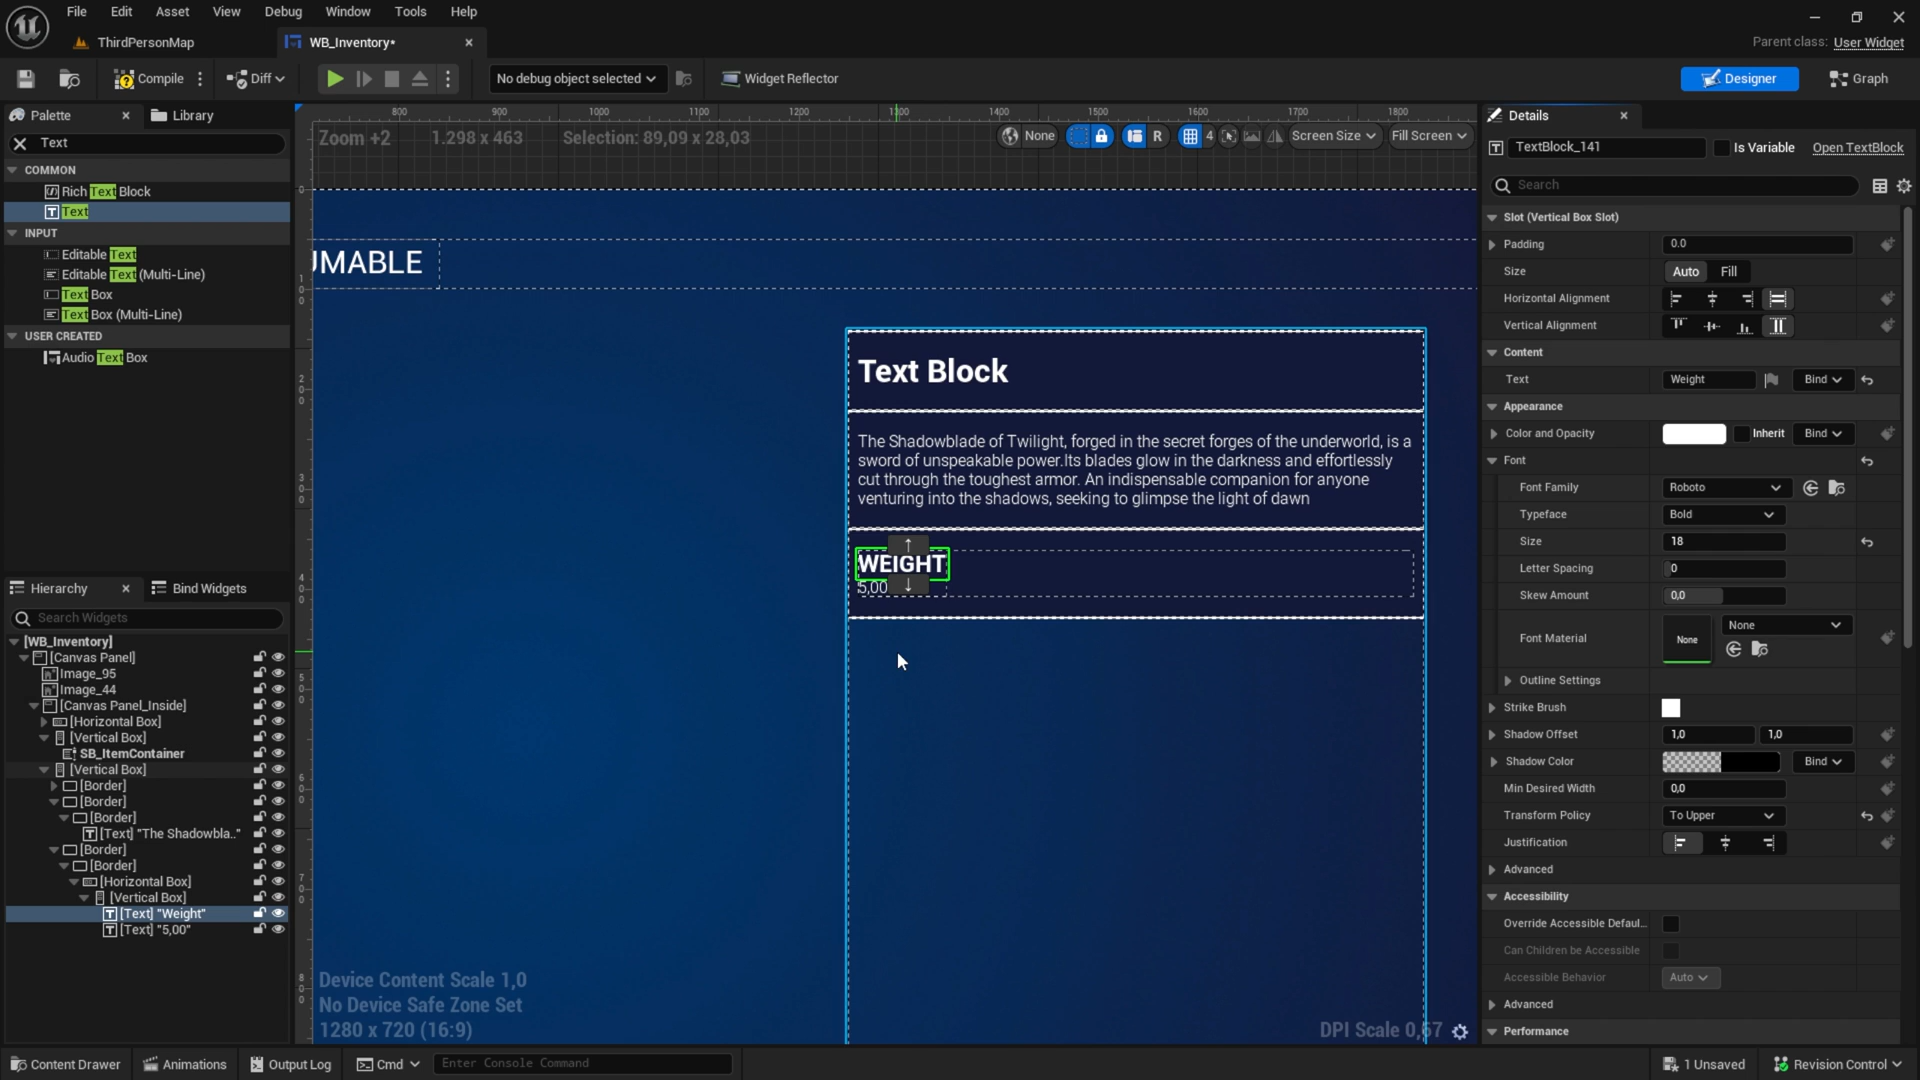 File Edit Asset View Debug Window Tools Help
ThirdPersonMap
WB_Inventory*
Parent class: User Widget
Compile
Diff
No debug object selected
Widget Reflector
Designer
Graph
Palette
Library
Text
COMMON
Rich Text Block
Text
INPUT
Editable Text
Editable Text (Multi-Line)
Text Box
Text Box (Multi-Line)
USER CREATED
Audio Text Box
Hierarchy
Bind Widgets
Search Widgets
[WB_Inventory]
[Canvas Panel]
Image_95
Image_44
[Canvas Panel_Inside]
[Horizontal Box]
[Vertical Box]
SB_ItemContainer
[Vertical Box]
[Border]
[Border]
[Border]
[Text] "The Shadowbla.."
[Border]
[Border]
[Horizontal Box]
[Vertical Box]
[Text] "Weight"
[Text] "5,00"
800 900 1000 1100 1200 1300 1400 1500 1600 1700 1800
Zoom +2
1.298 x 463
Selection: 89,09 x 28,03
None
R
4
Screen Size
Fill Screen
UMABLE
Text Block
The Shadowblade of Twilight, forged in the secret forges of the underworld, is a
sword of unspeakable power.Its blades glow in the darkness and effortlessly
cut through the toughest armor. An indispensable companion for anyone
venturing into the shadows, seeking to glimpse the light of dawn
WEIGHT
5,00
Device Content Scale 1,0
No Device Safe Zone Set
1280 x 720 (16:9)
DPI Scale 0,67
Details
TextBlock_141
Is Variable
Open TextBlock
Search
Slot (Vertical Box Slot)
Padding
0.0
Size
Auto
Fill
Horizontal Alignment
Vertical Alignment
Content
Text
Weight
Bind
Appearance
Color and Opacity
Inherit
Bind
Font
Font Family
Roboto
Typeface
Bold
Size
18
Letter Spacing
0
Skew Amount
0,0
Font Material
None
None
Outline Settings
Strike Brush
Shadow Offset
1,0
1,0
Shadow Color
Bind
Min Desired Width
0,0
Transform Policy
To Upper
Justification
Advanced
Accessibility
Override Accessible Defaul...
Can Children be Accessible
Accessible Behavior
Auto
Advanced
Performance
Content Drawer
Animations
Output Log
Cmd
Enter Console Command
1 Unsaved
Revision Control